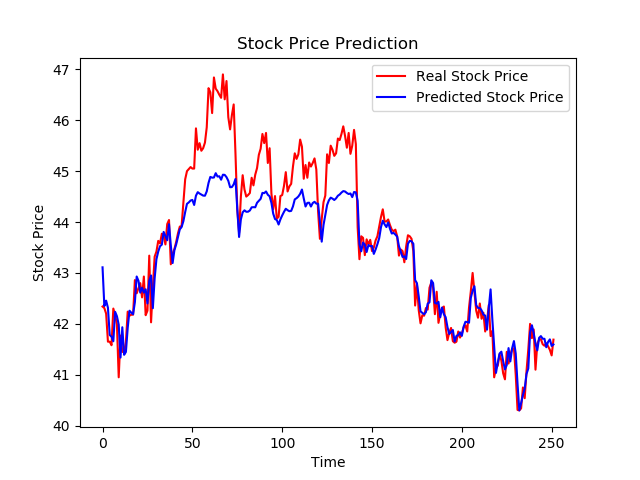 Stock Price Prediction
Real Stock Price
Predicted Stock Price
47
46
45
44
43
42
41
40
Stock Price
0
50
100
150
200
250
Time